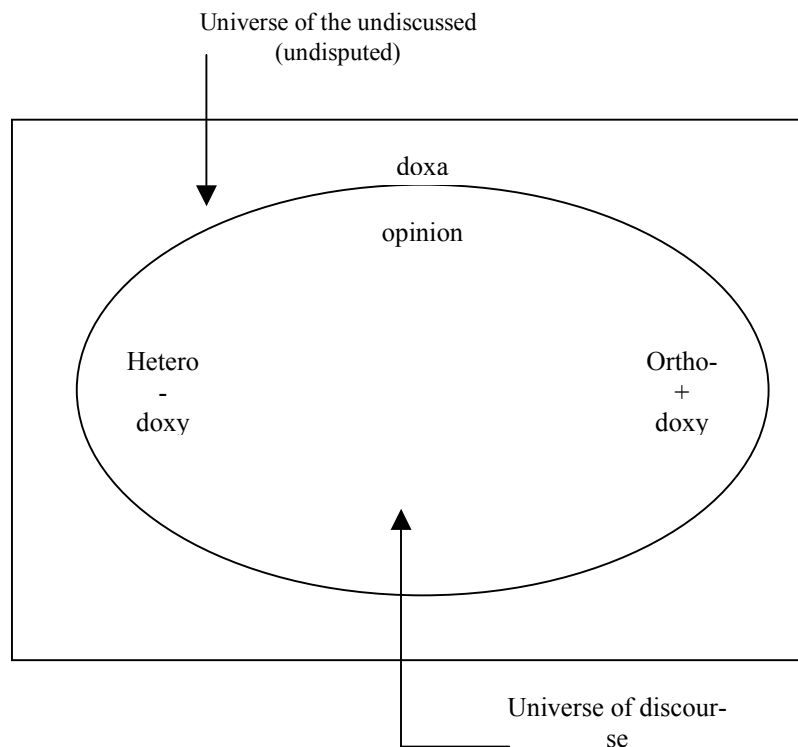 Universe of the undiscussed
(undisputed)
doxa
opinion
Hetero
-
doxy
Ortho-
+
doxy
Universe of discour-
se